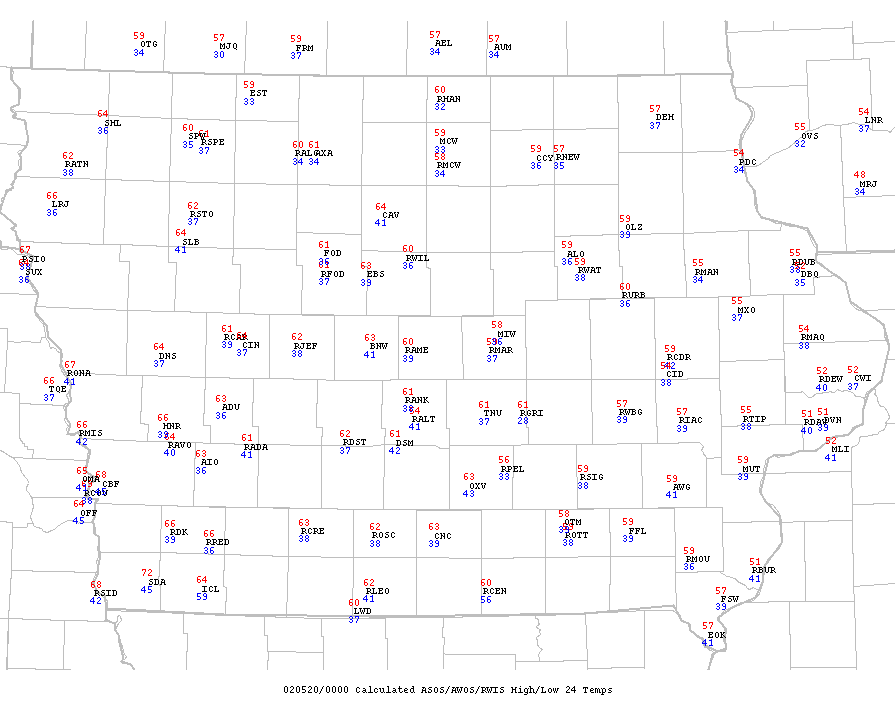 59 OTG 34
57 MJQ 30
59 FRM 37
55 AEL 34
57 AUM 34
59 EST 33
60 RHAN 32
57 DEH 37
54 LNR 37
64 SHL 36
60 SPW 35
61 RSPE 37
60 RALG 34
61 AXA 34
59 MCW 33
58 RMCW 34
59 CCY 36
57 RNEW 35
55 OVS 32
54 PDC 34
62 RATN 38
48 MRJ 34
66 LRJ 36
62 RSTO 37
64 CAV 41
59 OLZ 39
64 SLB 41
67 RSIO
SUX 36
61 FOD 36
61 RFOD 37
63 EBS 39
60 RWIL 36
59 ALO 36
59 RWAT 38
55 RMAN 34
55 RDUB 38
DBQ 35
60 RURB 36
55 MXO 37
61 RCAR 39
CIN 37
62 RJEF 38
63 BNW 41
60 RAME 39
58 MIW 36
RMAR 37
54 RMAQ 38
64 DNS 37
59 RCDR 42
CID 38
67 RONA 41
66 TQE 37
52 RDEW 40
52 CWI 37
63 ADU 36
61 RANK 38
64 RALT 41
61 TNU 37
61 RGRI 28
57 RWBG 39
57 RIAC 39
55 RTIP 38
51 RDAV 40
51 DVN 39
66 RMIS 42
66 HNR 39
64 RAVO 40
61 RADA 41
62 RDST 37
61 DSM 42
52 MLI 41
63 AIO 36
56 RPEL 33
59 RSIG 38
59 MUT 39
65 OMA 41
68 CBF 45
RCOU 38
63 OXV 43
59 AWG 41
64 OFF 45
66 RDK 39
66 RRED 36
63 RCRE 38
62 ROSC 38
63 CNC 39
58 OTM
ROTT 38
59 FFL 39
59 RMOU 36
51 RBUR 41
68 RSID 42
72 SDA 45
64 ICL 59
62 RLEO 41
60 RCEN 56
60 LWD 37
57 FSW 39
57 EOK 41
020520/0000 Calculated ASOS/AWOS/RWIS High/Low 24 Temps